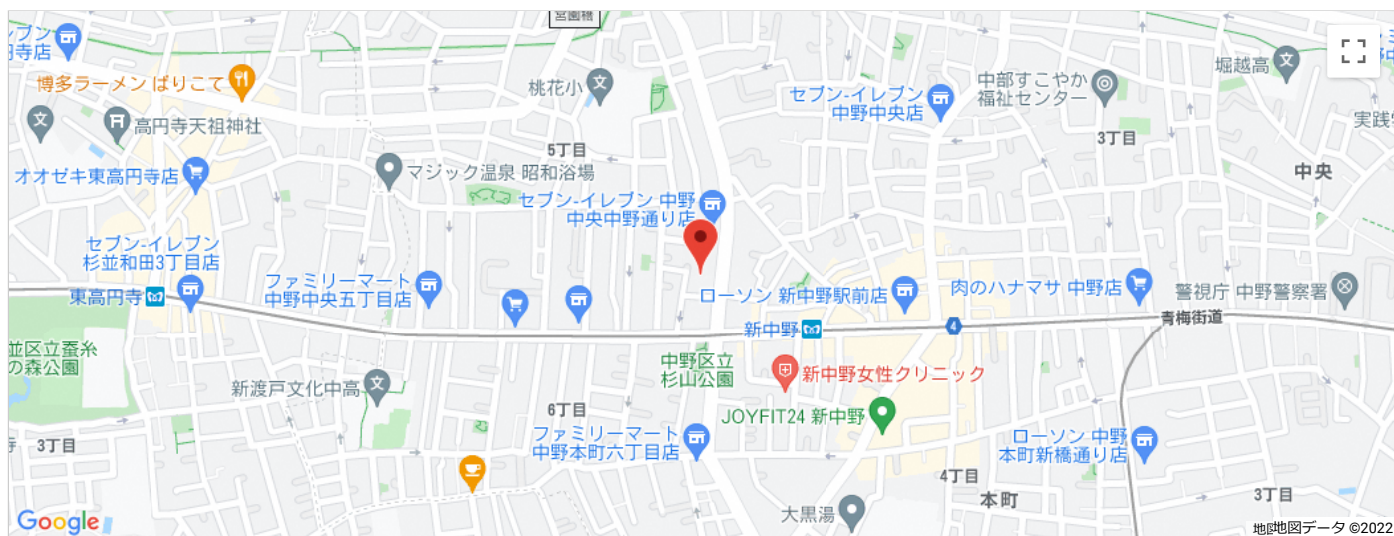 宮園橋
博多ラーメン ばりこて
高円寺天祖神社
桃花小
セブン-イレブン
中野中央店
中部すこやか
福祉センター
堀越高
3丁目
5丁目
中央
オオゼキ東高円寺店
マジック温泉 昭和浴場
セブン-イレブン 中野
中央中野通り店
セブン-イレブン
杉並和田3丁目店
東高円寺
ファミリーマート
中野中央五丁目店
ローソン 新中野駅前店
肉のハナマサ 中野店
警視庁 中野警察署
新中野
4
青梅街道
並区立蚕糸
の森公園
中野区立
杉山公園
新中野女性クリニック
新渡戸文化中高
6丁目
JOYFIT24 新中野
3丁目
ファミリーマート
中野本町六丁目店
ローソン 中野
本町新橋通り店
4丁目
本町
3丁目
大黒湯
Google
地図データ ©2022